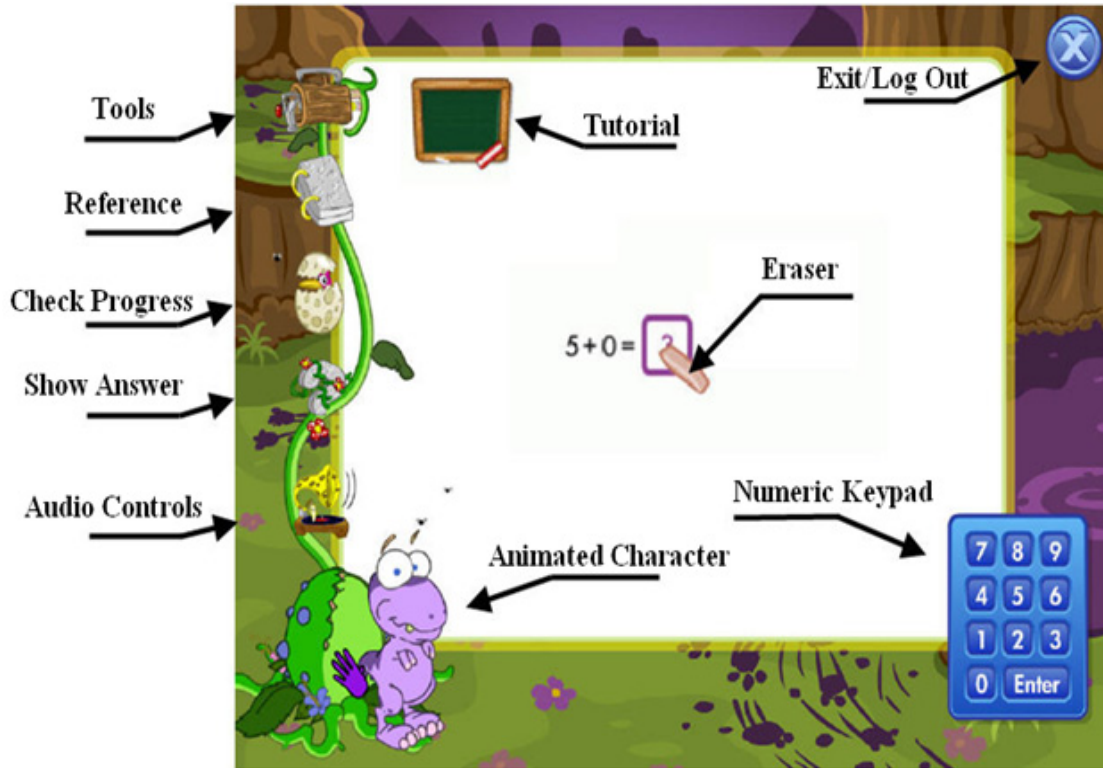 Exit/Log Out
X
Tools
Tutorial
Reference
Eraser
Check Progress
5+0= ?
Show Answer
Numeric Keypad
Audio Controls
Animated Character
7 8 9
4 5 6
1 2 3
0 Enter